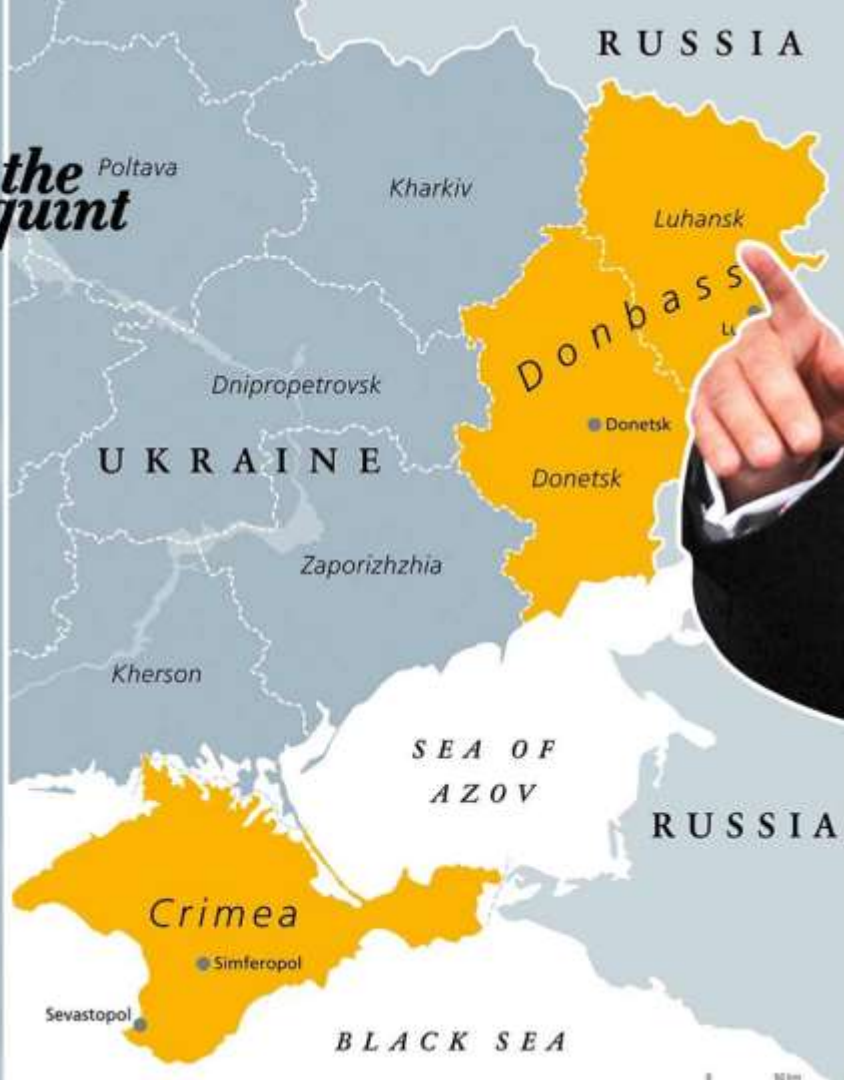 RUSSIA
the
quint
Poltava
Kharkiv
Luhansk
Donbass
Dnipropetrovsk
Donetsk
UKRAINE
Donetsk
Zaporizhzhia
Kherson
SEA OF
AZOV
RUSSIA
Crimea
Simferopol
Sevastopol
BLACK SEA